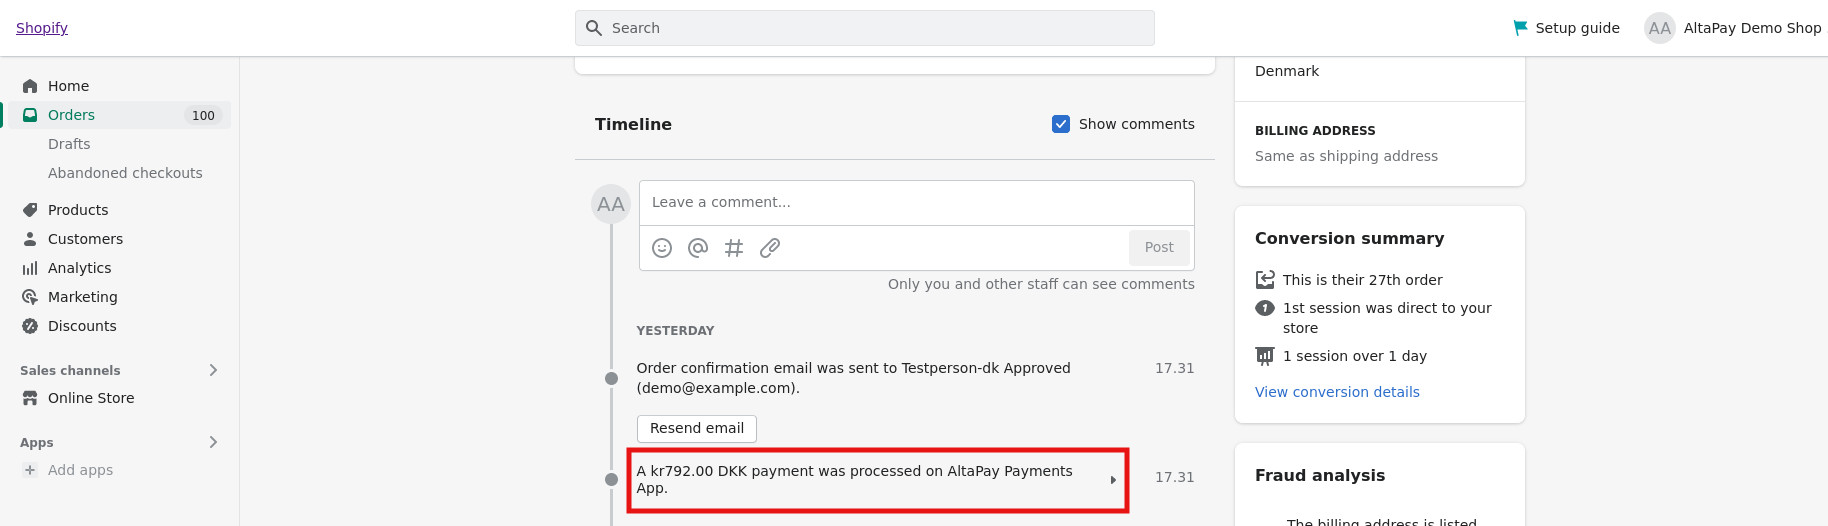 Shopify
Search
Setup guide
AA
AltaPay Demo Shop
Home
Orders
100
Drafts
Abandoned checkouts
Products
Customers
Analytics
Marketing
Discounts
Sales channels
Online Store
Apps
Add apps
Timeline
Show comments
AA
Leave a comment...
Post
Only you and other staff can see comments
YESTERDAY
Order confirmation email was sent to Testperson-dk Approved
(demo@example.com).
17.31
Resend email
A kr792.00 DKK payment was processed on AltaPay Payments
App.
17.31
Denmark
BILLING ADDRESS
Same as shipping address
Conversion summary
This is their 27th order
1
1st session was direct to your
store
1 session over 1 day
View conversion details
Fraud analysis
The billing address is listed